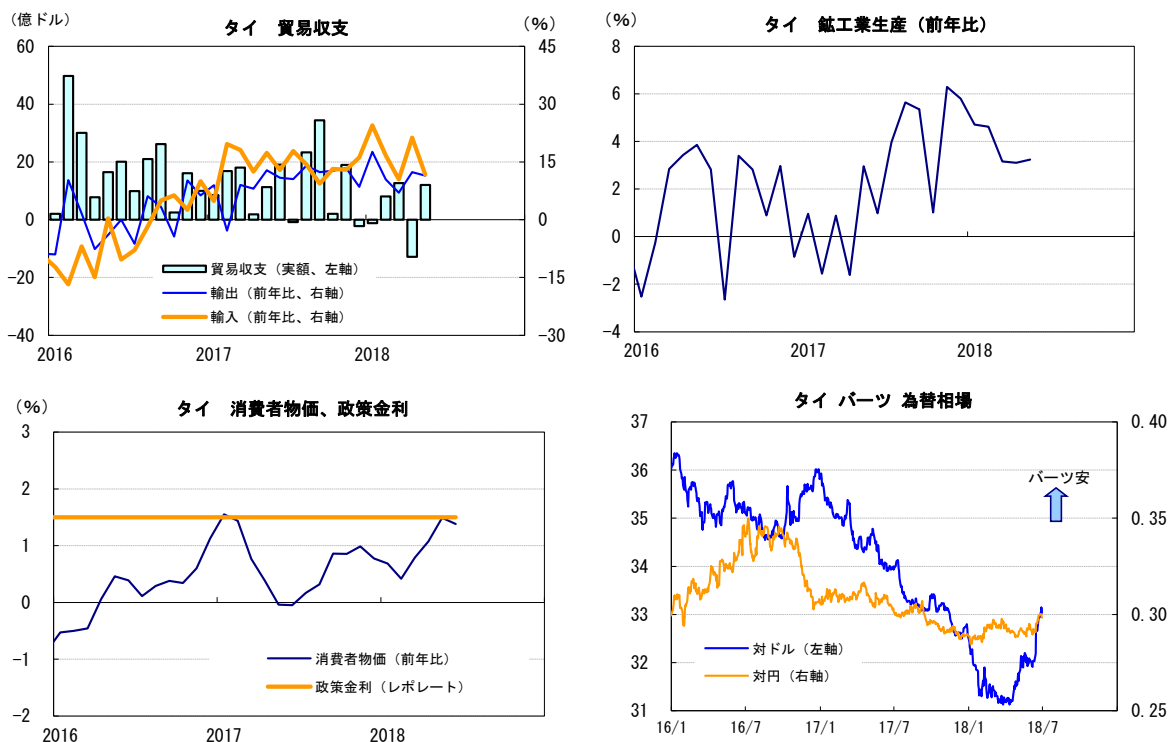 タイ 貿易収支
(億ドル)
(%)
60
40
20
0
-20
-40
45
30
15
0
-15
-30
貿易収支（実額、左軸）
輸出（前年比、右軸）
輸入（前年比、右軸）
2016 2017 2018
タイ 鉱工業生産（前年比）
(%)
8
6
4
2
0
-2
-4
2016 2017 2018
タイ 消費者物価、政策金利
(%)
3
2
1
0
-1
-2
消費者物価（前年比）
政策金利（レポレート）
2016 2017 2018
タイ バーツ 為替相場
37
36
35
34
33
32
31
0.40
0.35
0.30
0.25
バーツ安
対ドル（左軸）
対円（右軸）
16/1 16/7 17/1 17/7 18/1 18/7